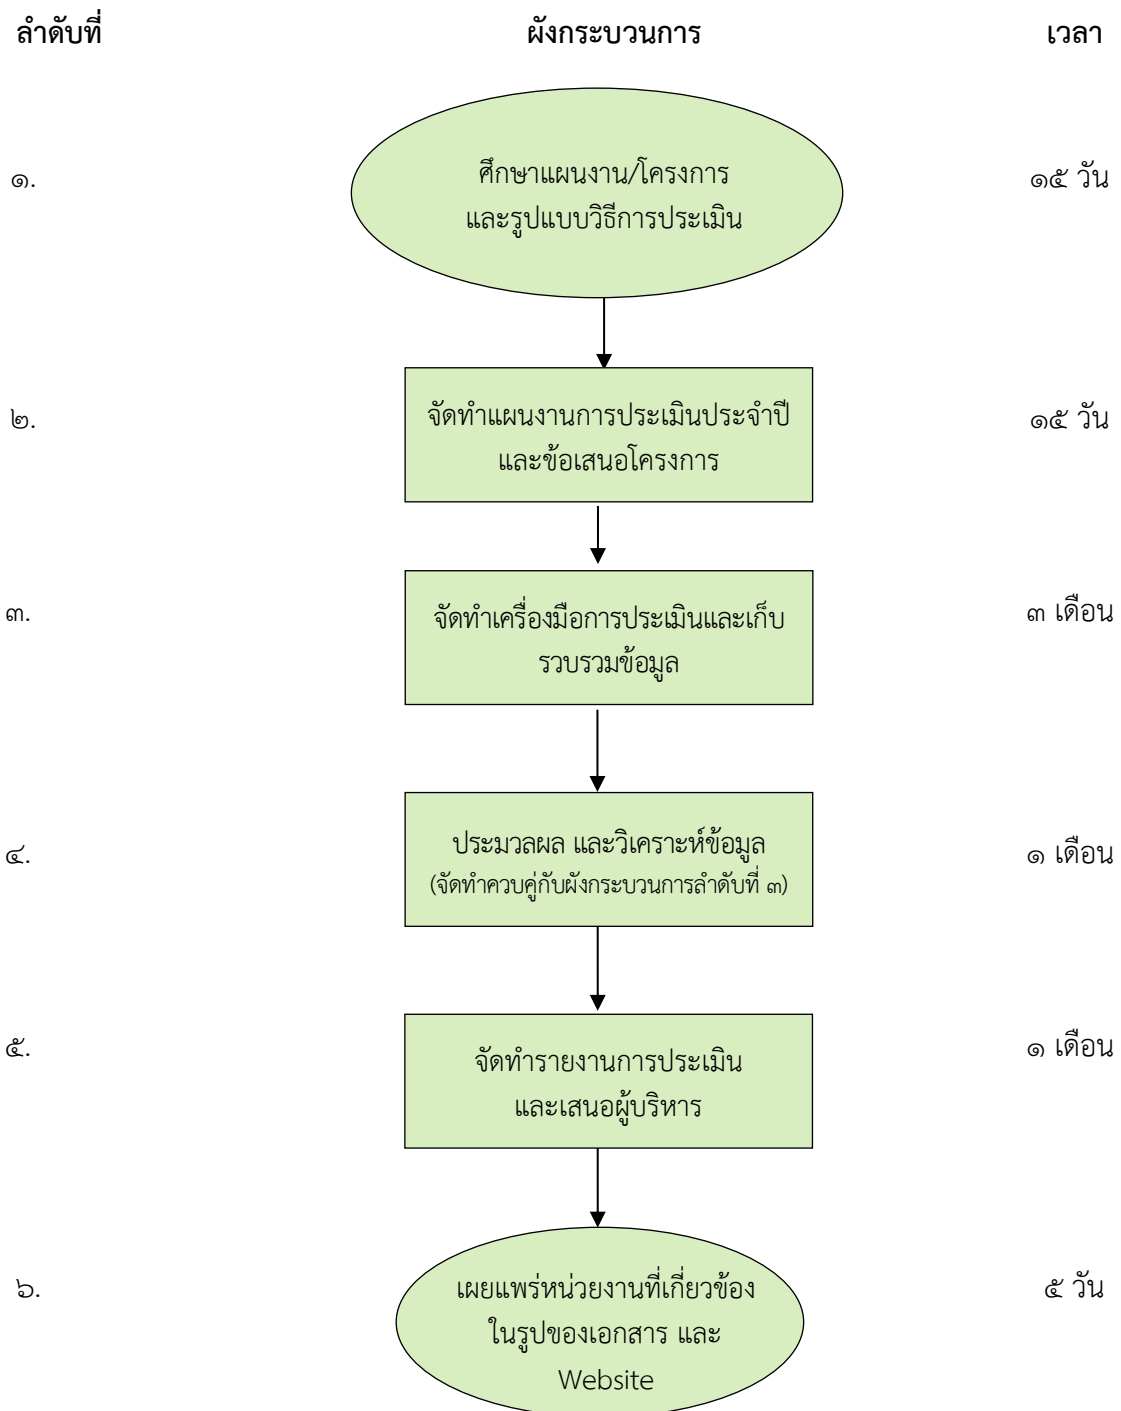 ลำดับที่ ผังกระบวนการ เวลา
๑. ศึกษาแผนงาน/โครงการ ๑๕ วัน
และรูปแบบวิธีการประเมิน
๒. จัดทำแผนงานการประเมินประจำปี ๑๕ วัน
และข้อเสนอโครงการ
๓. จัดทำเครื่องมือการประเมินและเก็บ ๓ เดือน
รวบรวมข้อมูล
๔. ประมวลผล และวิเคราะห์ข้อมูล ๑ เดือน
(จัดทำควบคู่กับผังกระบวนการลำดับที่ ๓)
๕. จัดทำรายงานการประเมิน ๑ เดือน
และเสนอผู้บริหาร
๖. เผยแพร่หน่วยงานที่เกี่ยวข้อง ๕ วัน
ในรูปของเอกสาร และ
Website